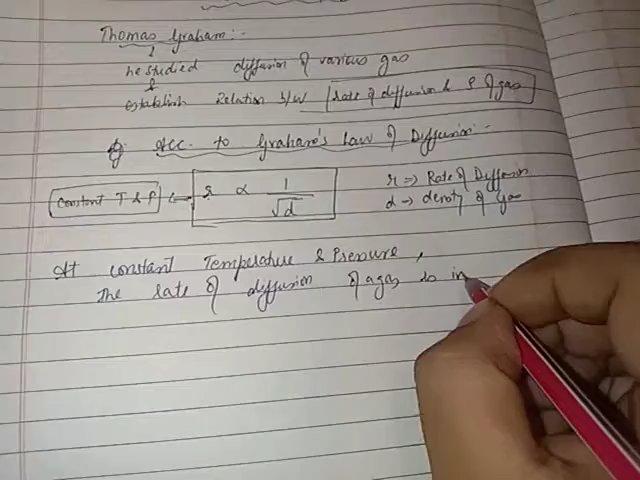 Thomas Graham:-
↓
he studied diffusion of various gas
↓
establish Relation b/w rate of diffusion & ρ of gas
Acc. to Graham's Law of Diffusion:-
Constant T & P ← r ∝ 1/√d
r => Rate of Diffusion
d → density of Gas
At constant Temperature & Pressure,
The rate of diffusion of a gas is in